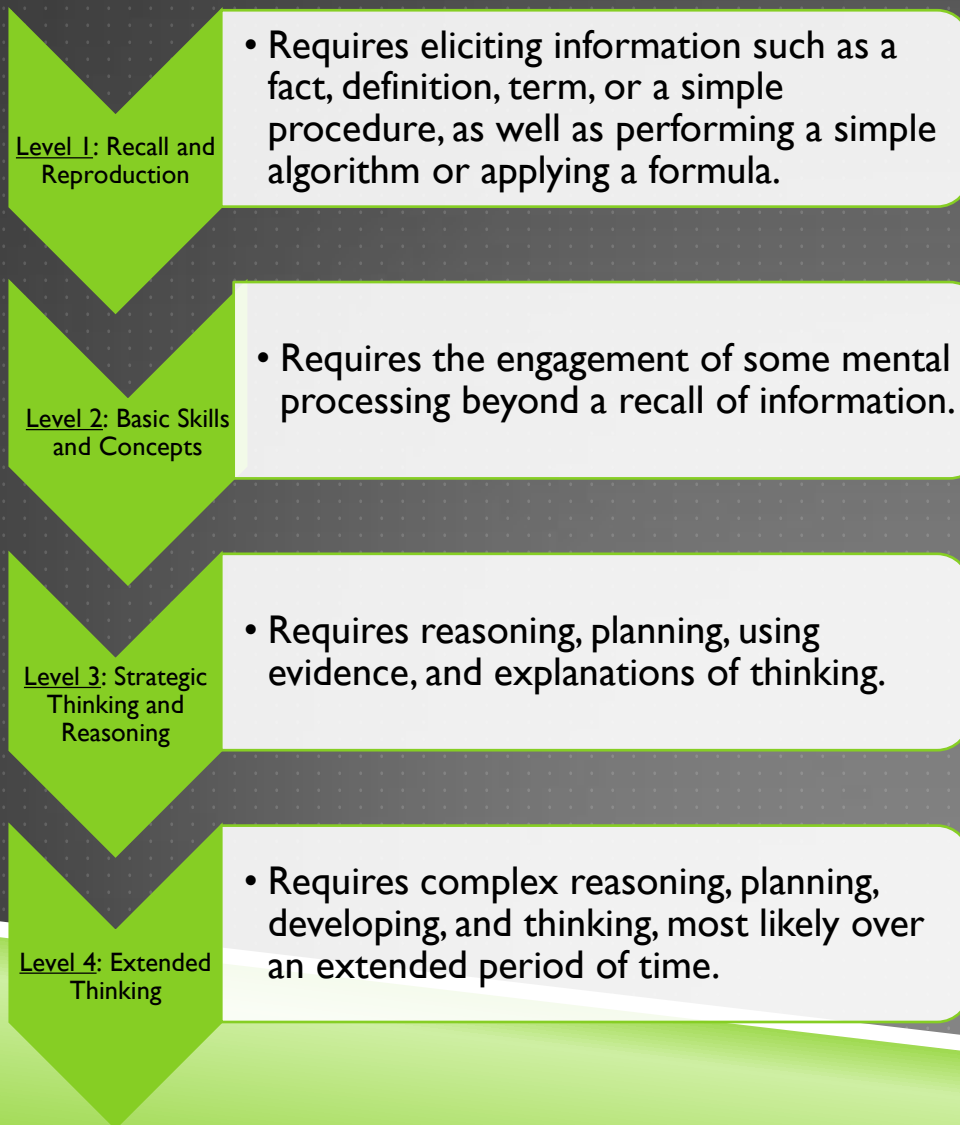 Level 1: Recall and
Reproduction
• Requires eliciting information such as a
fact, definition, term, or a simple
procedure, as well as performing a simple
algorithm or applying a formula.
Level 2: Basic Skills
and Concepts
• Requires the engagement of some mental
processing beyond a recall of information.
Level 3: Strategic
Thinking and
Reasoning
• Requires reasoning, planning, using
evidence, and explanations of thinking.
Level 4: Extended
Thinking
• Requires complex reasoning, planning,
developing, and thinking, most likely over
an extended period of time.